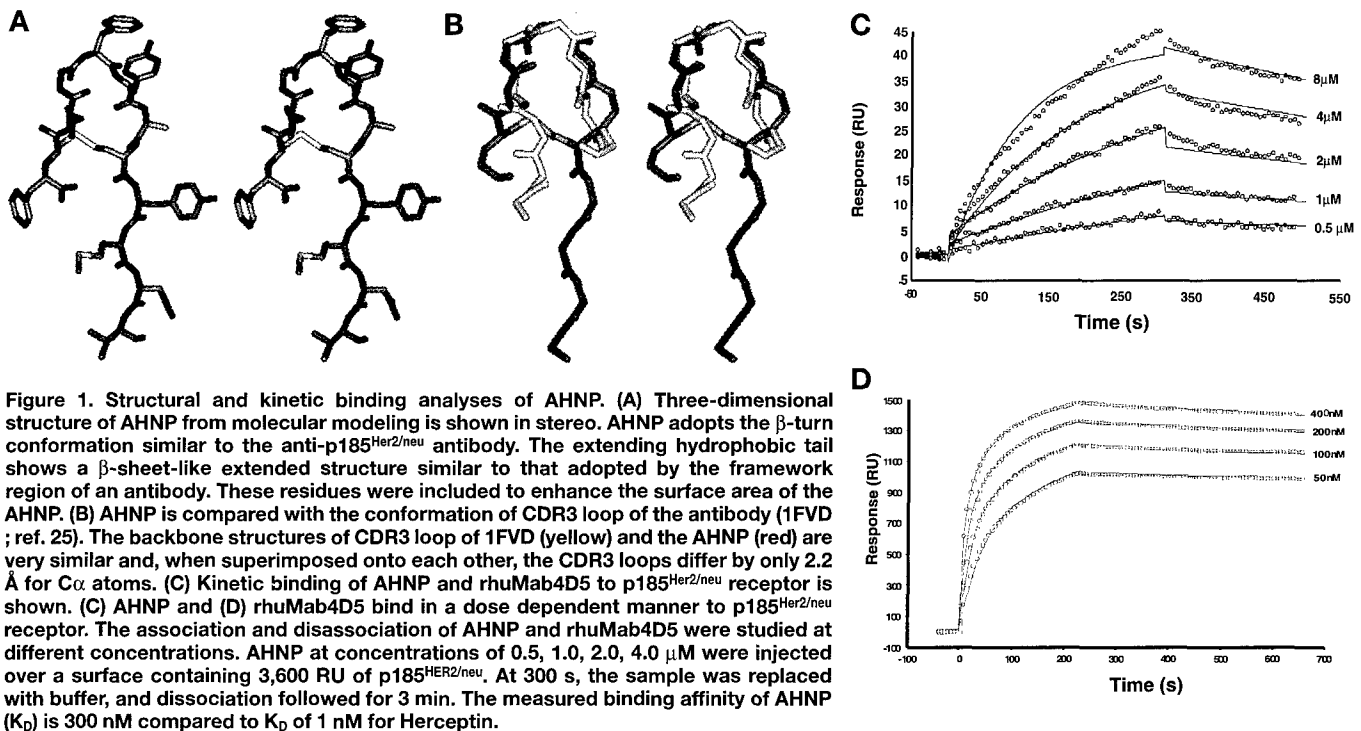 A
B
C
45
40
35
30
25
20
15
10
5
0
-5
Response (RU)
8µM
4µM
2µM
1µM
0.5 µM
-60
50
150
250
350
450
550
Time (s)
D
1500
1300
1100
900
700
500
300
100
-100
Response (RU)
400nM
200nM
100nM
50nM
-100
0
100
200
300
400
500
600
700
Time (s)
Figure 1. Structural and kinetic binding analyses of AHNP. (A) Three-dimensional
structure of AHNP from molecular modeling is shown in stereo. AHNP adopts the β-turn
conformation similar to the anti-p185Her2/neu antibody. The extending hydrophobic tail
shows a β-sheet-like extended structure similar to that adopted by the framework
region of an antibody. These residues were included to enhance the surface area of the
AHNP. (B) AHNP is compared with the conformation of CDR3 loop of the antibody (1FVD
; ref. 25). The backbone structures of CDR3 loop of 1FVD (yellow) and the AHNP (red) are
very similar and, when superimposed onto each other, the CDR3 loops differ by only 2.2
Å for Cα atoms. (C) Kinetic binding of AHNP and rhuMab4D5 to p185Her2/neu receptor is
shown. (C) AHNP and (D) rhuMab4D5 bind in a dose dependent manner to p185Her2/neu
receptor. The association and disassociation of AHNP and rhuMab4D5 were studied at
different concentrations. AHNP at concentrations of 0.5, 1.0, 2.0, 4.0 µM were injected
over a surface containing 3,600 RU of p185HER2/neu. At 300 s, the sample was replaced
with buffer, and dissociation followed for 3 min. The measured binding affinity of AHNP
(KD) is 300 nM compared to KD of 1 nM for Herceptin.